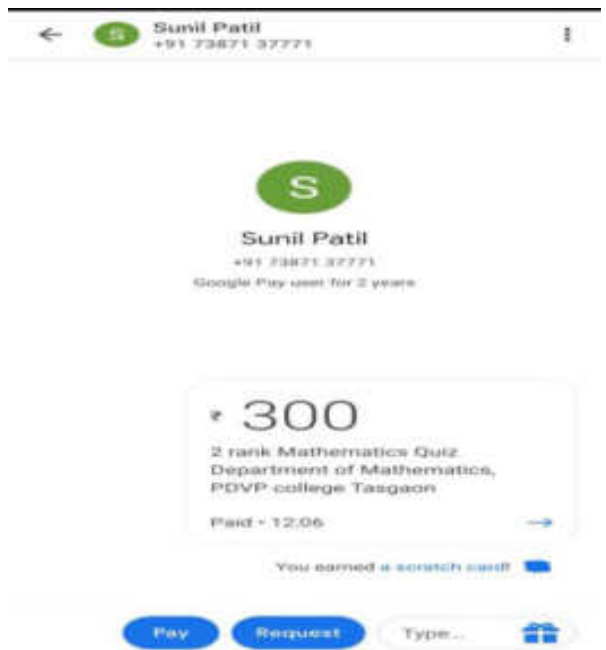 S Sunil Patil
+91 73871 37771
S
Sunil Patil
+91 73871 37771
Google Pay user for 2 years
₹ 300
2 rank Mathematics Quiz
Department of Mathematics,
PDVP college Tasgaon
Paid • 12.06
You earned a scratch card!
Pay Request Type...